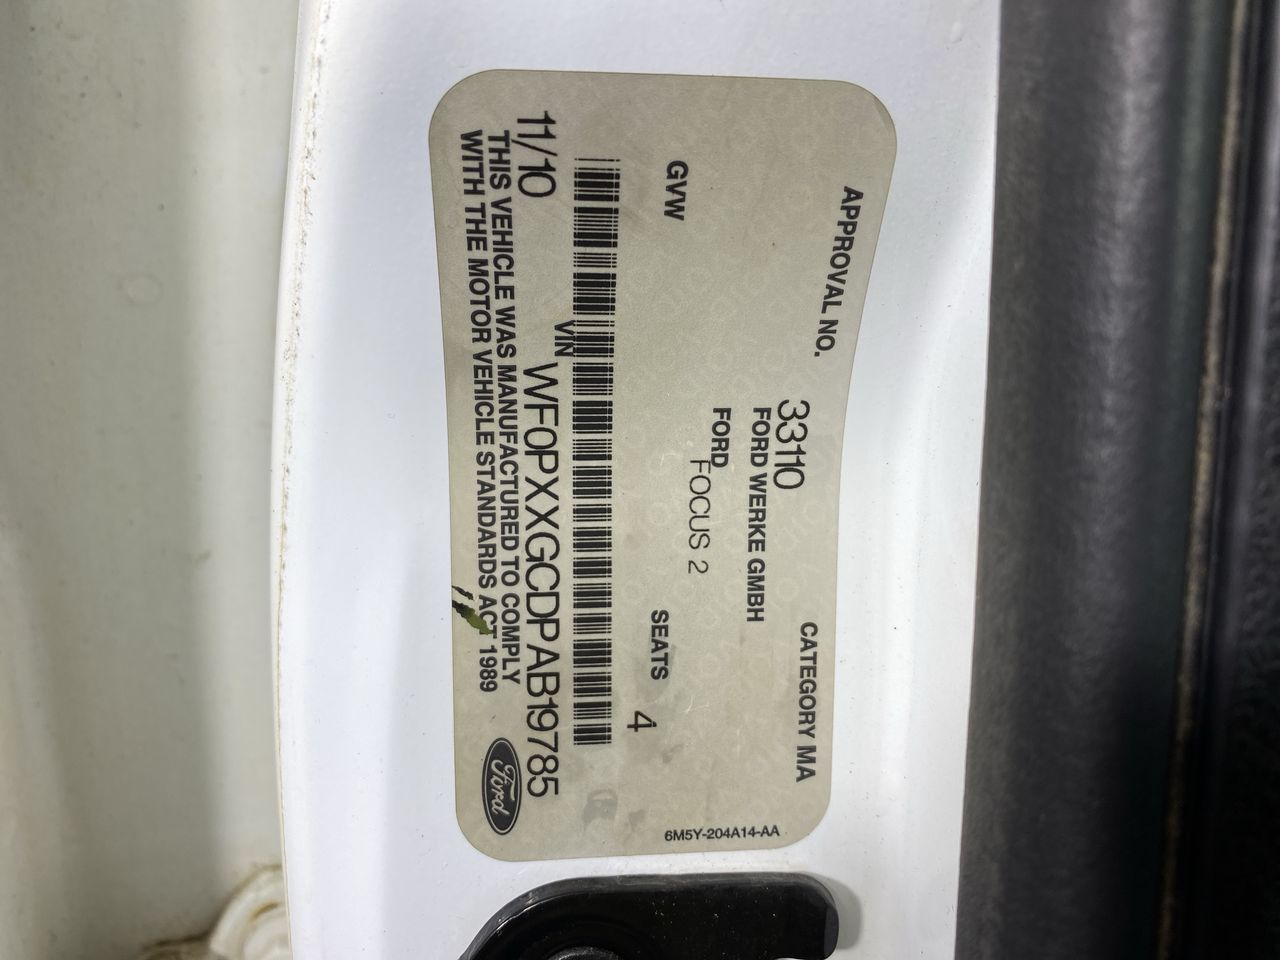 APPROVAL NO. 33110 CATEGORY MA
FORD WERKE GMBH
FORD
FOCUS 2
GVW SEATS 4
VIN
11/10 WF0PXXGCDPAB19785
THIS VEHICLE WAS MANUFACTURED TO COMPLY
WITH THE MOTOR VEHICLE STANDARDS ACT 1989
Ford
6M5Y-204A14-AA